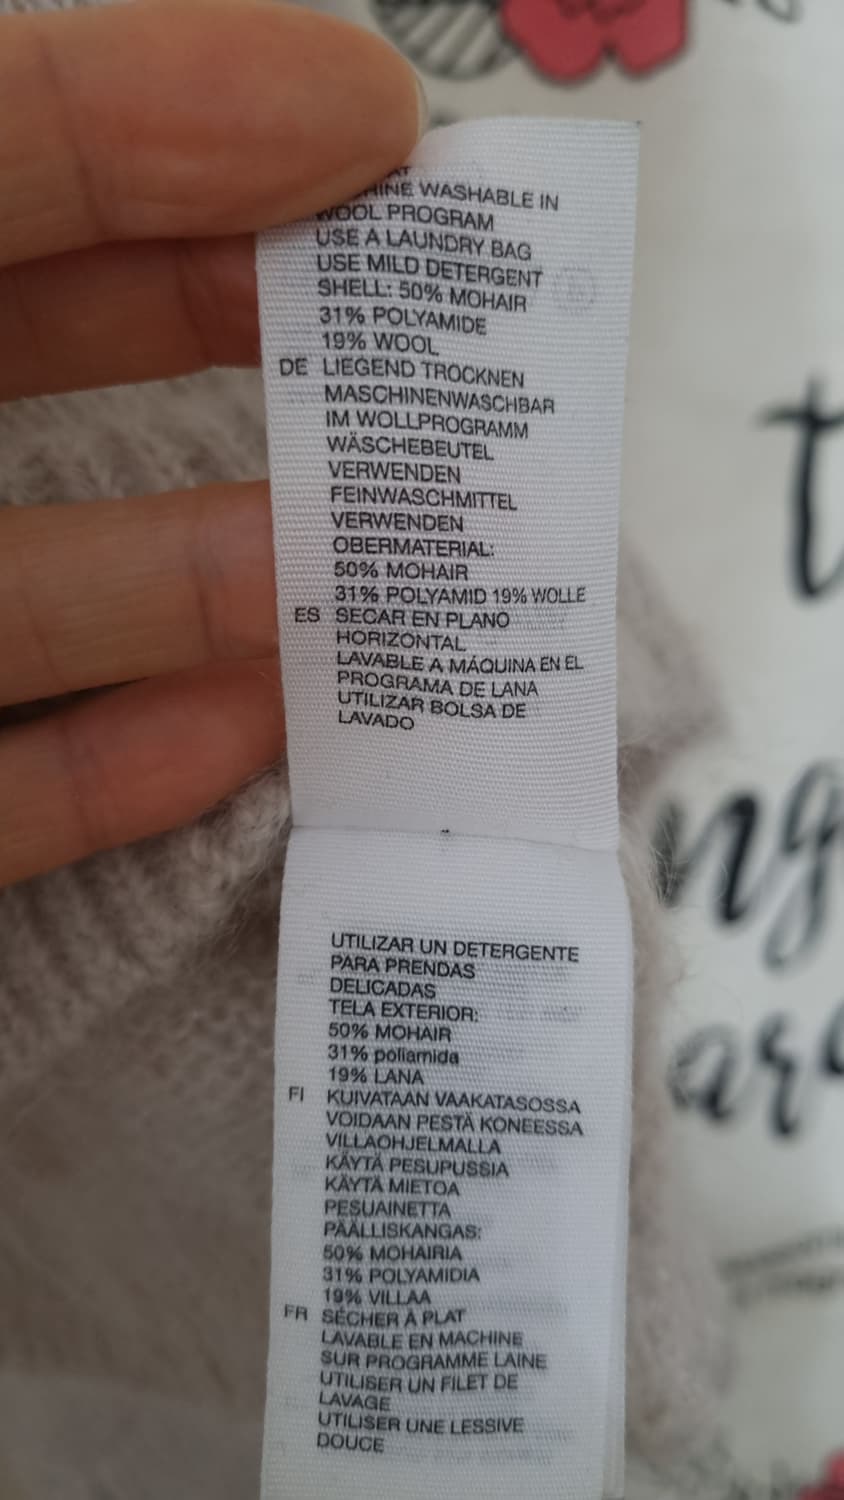 WASHABLE IN
WOOL PROGRAM
USE A LAUNDRY BAG
USE MILD DETERGENT
SHELL: 50% MOHAIR
31% POLYAMIDE
19% WOOL
DE LIEGEND TROCKNEN
MASCHINENWASCHBAR
IM WOLLPROGRAMM
WÄSCHEBEUTEL
VERWENDEN
FEINWASCHMITTEL
VERWENDEN
OBERMATERIAL:
50% MOHAIR
31% POLYAMID 19% WOLLE
ES SECAR EN PLANO
HORIZONTAL
LAVABLE A MÁQUINA EN EL
PROGRAMA DE LANA
UTILIZAR BOLSA DE
LAVADO
UTILIZAR UN DETERGENTE
PARA PRENDAS
DELICADAS
TELA EXTERIOR:
50% MOHAIR
31% poliamida
19% LANA
FI KUIVATAAN VAAKATASOSSA
VOIDAAN PESTÄ KONEESSA
VILLAOHJELMALLA
KÄYTÄ PESUPUSSIA
KÄYTÄ MIETOA
PESUAINETTA
PÄÄLLISKANGAS:
50% MOHAIRIA
31% POLYAMIDIA
19% VILLAA
FR SÉCHER À PLAT
LAVABLE EN MACHINE
SUR PROGRAMME LAINE
UTILISER UN FILET DE
LAVAGE
UTILISER UNE LESSIVE
DOUCE